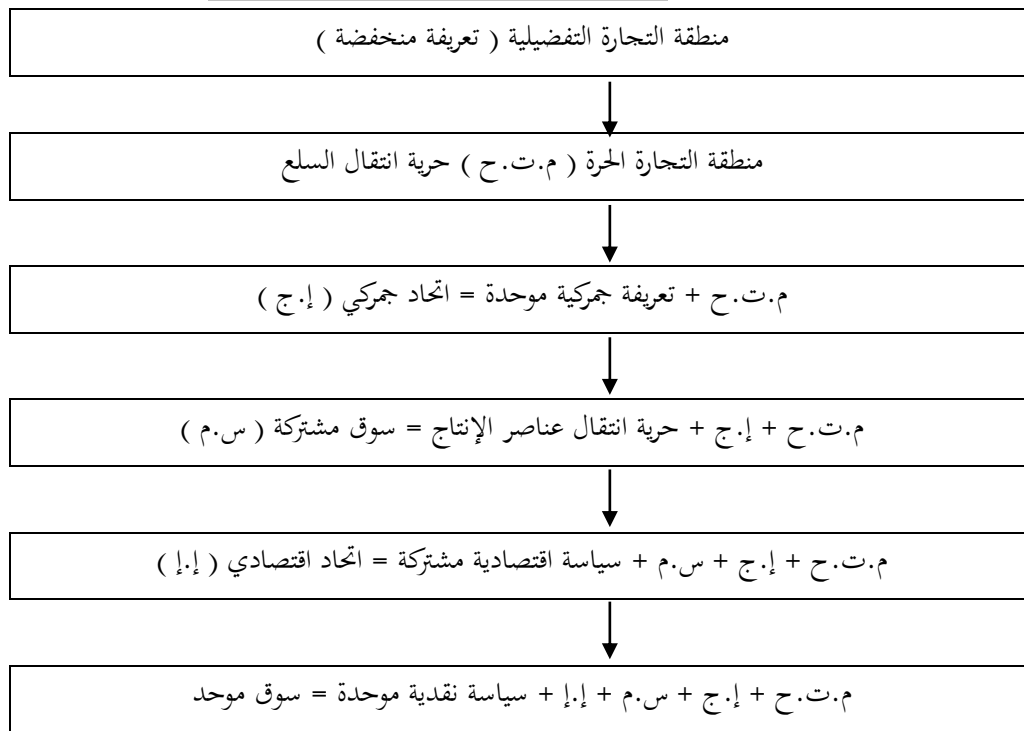 منطقة التجارة التفضيلية ( تعريفة منخفضة )
منطقة التجارة الحرة ( م.ت.ح ) حرية انتقال السلع
م.ت.ح + تعريفة جمركية موحدة = اتحاد جمركي ( إ.ج )
م.ت.ح + إ.ج + حرية انتقال عناصر الإنتاج = سوق مشتركة ( س.م )
م.ت.ح + إ.ج + س.م + سياسة اقتصادية مشتركة = اتحاد اقتصادي ( إ.إ )
م.ت.ح + إ.ج + س.م + إ.إ + سياسة نقدية موحدة = سوق موحد